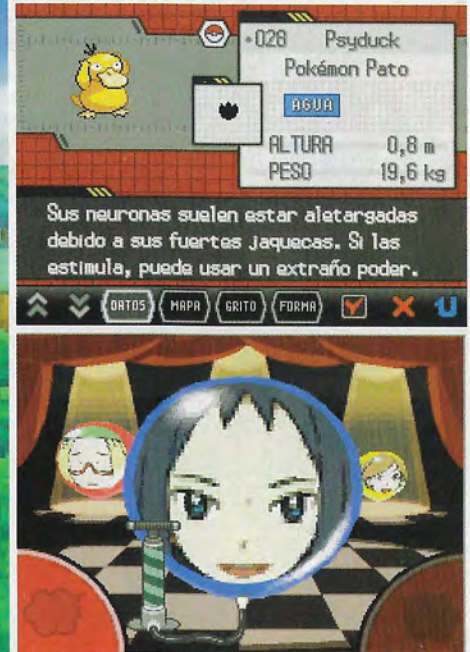 028 Psyduck
Pokémon Pato
AGUA
ALTURA 0,8 m
PESO 19,6 kg
Sus neuronas suelen estar aletargadas
debido a sus fuertes jaquecas. Si las
estimula, puede usar un extraño poder.
DATOS MAPA GRITO FORMA